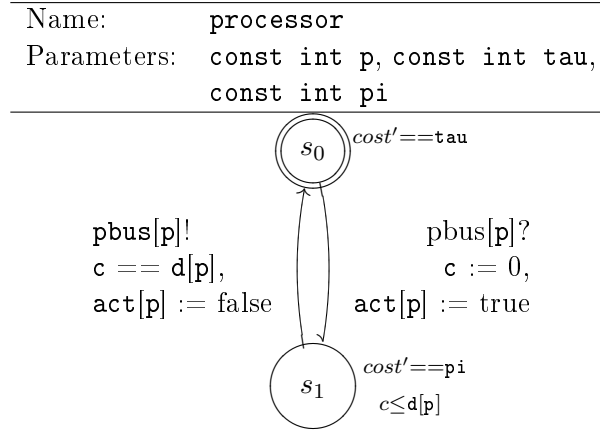 Name: processor
Parameters: const int p, const int tau,
const int pi
s₀ cost′==tau
pbus[p]!
c == d[p],
act[p] := false
pbus[p]?
c := 0,
act[p] := true
s₁ cost′==pi
c≤d[p]